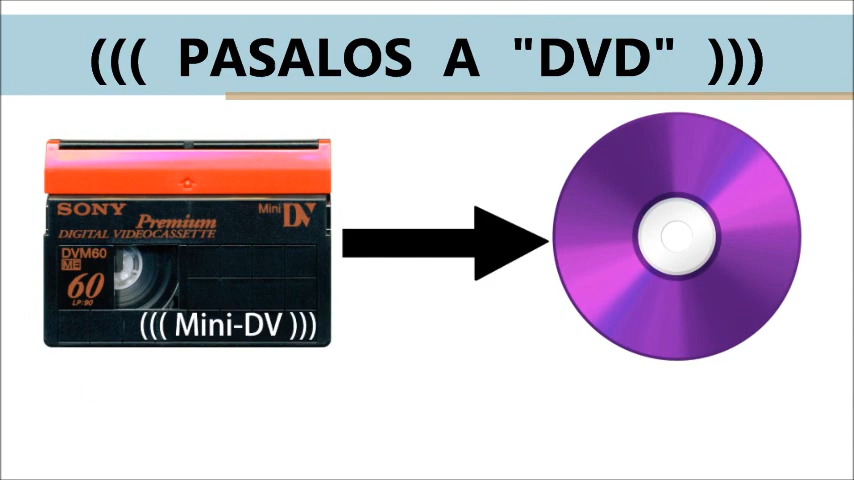 ((( PASALOS A "DVD" )))
SONY
Mini DV
Premium
DIGITAL VIDEOCASSETTE
DVM60
ME
60
LP:90
((( Mini-DV )))